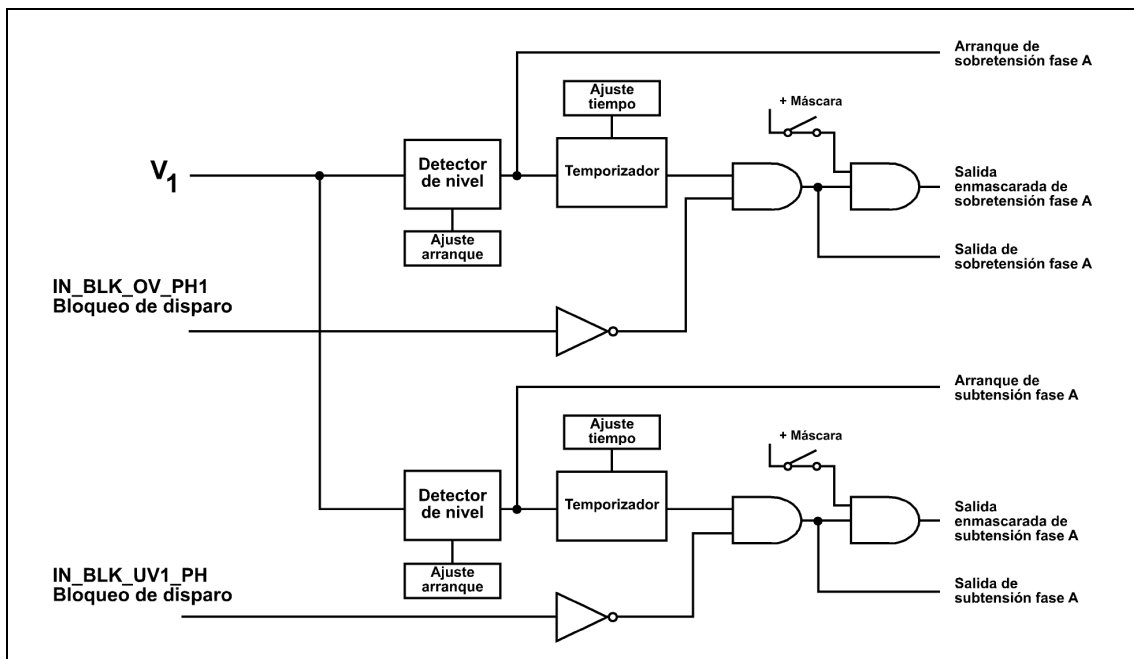 Arranque de
sobretensión fase A
Ajuste
tiempo
+ Máscara
V1
Detector
de nivel
Temporizador
Salida
enmascarada de
sobretensión fase A
Ajuste
arranque
Salida de
sobretensión fase A
IN_BLK_OV_PH1
Bloqueo de disparo
Arranque de
subtensión fase A
Ajuste
tiempo
+ Máscara
Detector
de nivel
Temporizador
Salida
enmascarada de
subtensión fase A
Ajuste
arranque
IN_BLK_UV1_PH
Bloqueo de disparo
Salida de
subtensión fase A